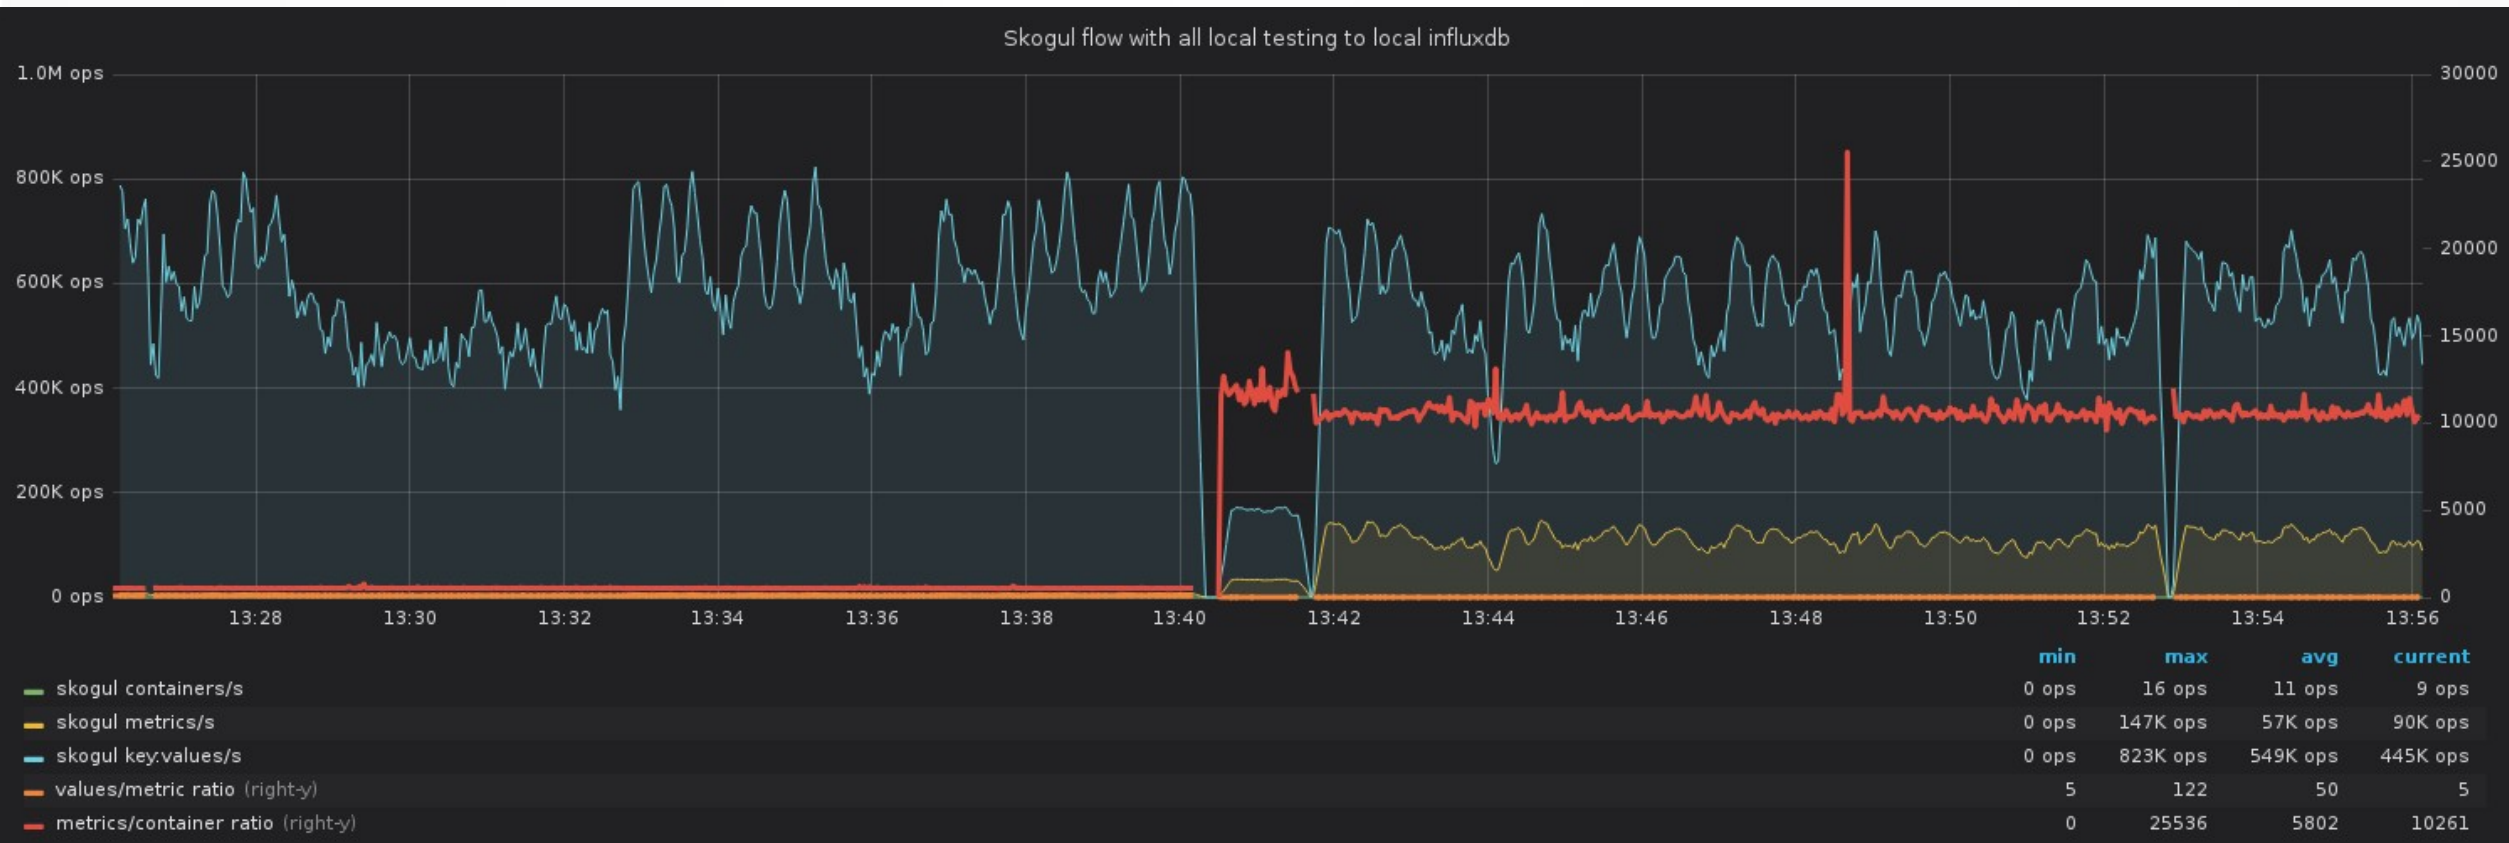 Skogul flow with all local testing to local influxdb
1.0M ops
800K ops
600K ops
400K ops
200K ops
0 ops
30000
25000
20000
15000
10000
5000
0
13:28 13:30 13:32 13:34 13:36 13:38 13:40 13:42 13:44 13:46 13:48 13:50 13:52 13:54 13:56
min max avg current
skogul containers/s 0 ops 16 ops 11 ops 9 ops
skogul metrics/s 0 ops 147K ops 57K ops 90K ops
skogul key:values/s 0 ops 823K ops 549K ops 445K ops
values/metric ratio (right-y) 5 122 50 5
metrics/container ratio (right-y) 0 25536 5802 10261